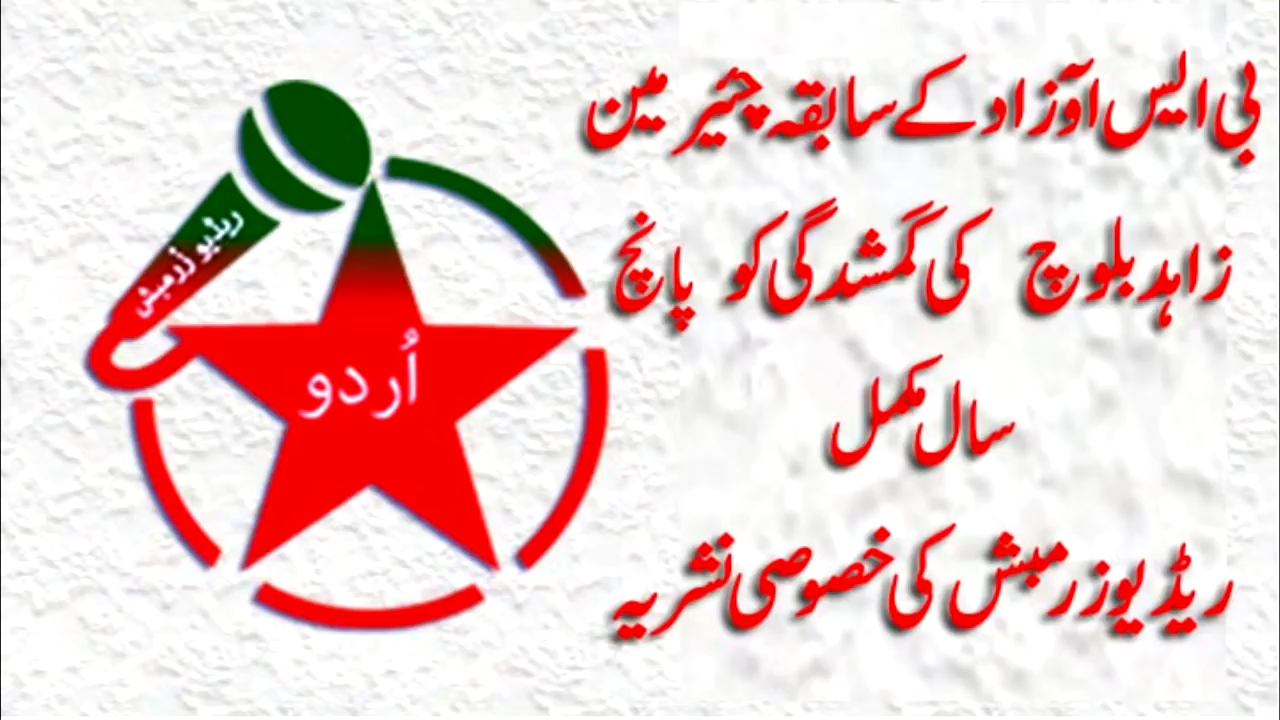 بی ایس او آزاد کے سابقہ چئیرمین
زاہد بلوچ کی گمشدگی کو پانچ
سال مکمل
ریڈیو زرمبش کی خصوصی نشریہ
ریڈیو زرمبش
اُردو